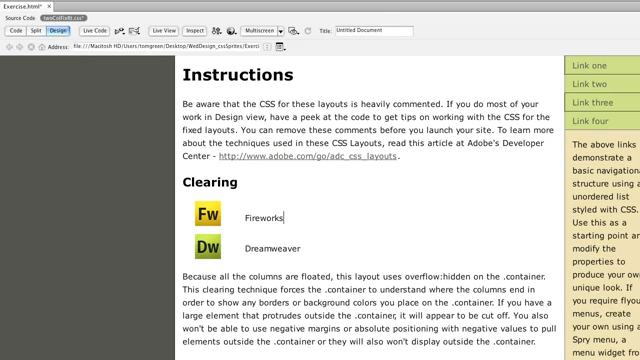 Exercise.html*
Source Code twoColFixRt.css*
Code Split Design Live Code Live View Inspect Multiscreen Title: Untitled Document
Address: file:///Macintosh HD/Users/tomgreen/Desktop/WebDesign_cssSprites/Exerci
Instructions
Be aware that the CSS for these layouts is heavily commented. If you do most of your
work in Design view, have a peek at the code to get tips on working with the CSS for the
fixed layouts. You can remove these comments before you launch your site. To learn more
about the techniques used in these CSS Layouts, read this article at Adobe's Developer
Center - http://www.adobe.com/go/adc_css_layouts.
Clearing
Fw Fireworks
Dw Dreamweaver
Because all the columns are floated, this layout uses overflow:hidden on the .container.
This clearing technique forces the .container to understand where the columns end in
order to show any borders or background colors you place on the .container. If you have a
large element that protrudes outside the .container, it will appear to be cut off. You also
won't be able to use negative margins or absolute positioning with negative values to pull
elements outside the .container or they will also won't display outside the .container.
Link one
Link two
Link three
Link four
The above links
demonstrate a
basic navigation
structure using a
unordered list
styled with CSS.
Use this as a
starting point an
modify the
properties to
produce your own
unique look. If
you require flyou
menus, create
your own using a
Spry menu, a
menu widget from